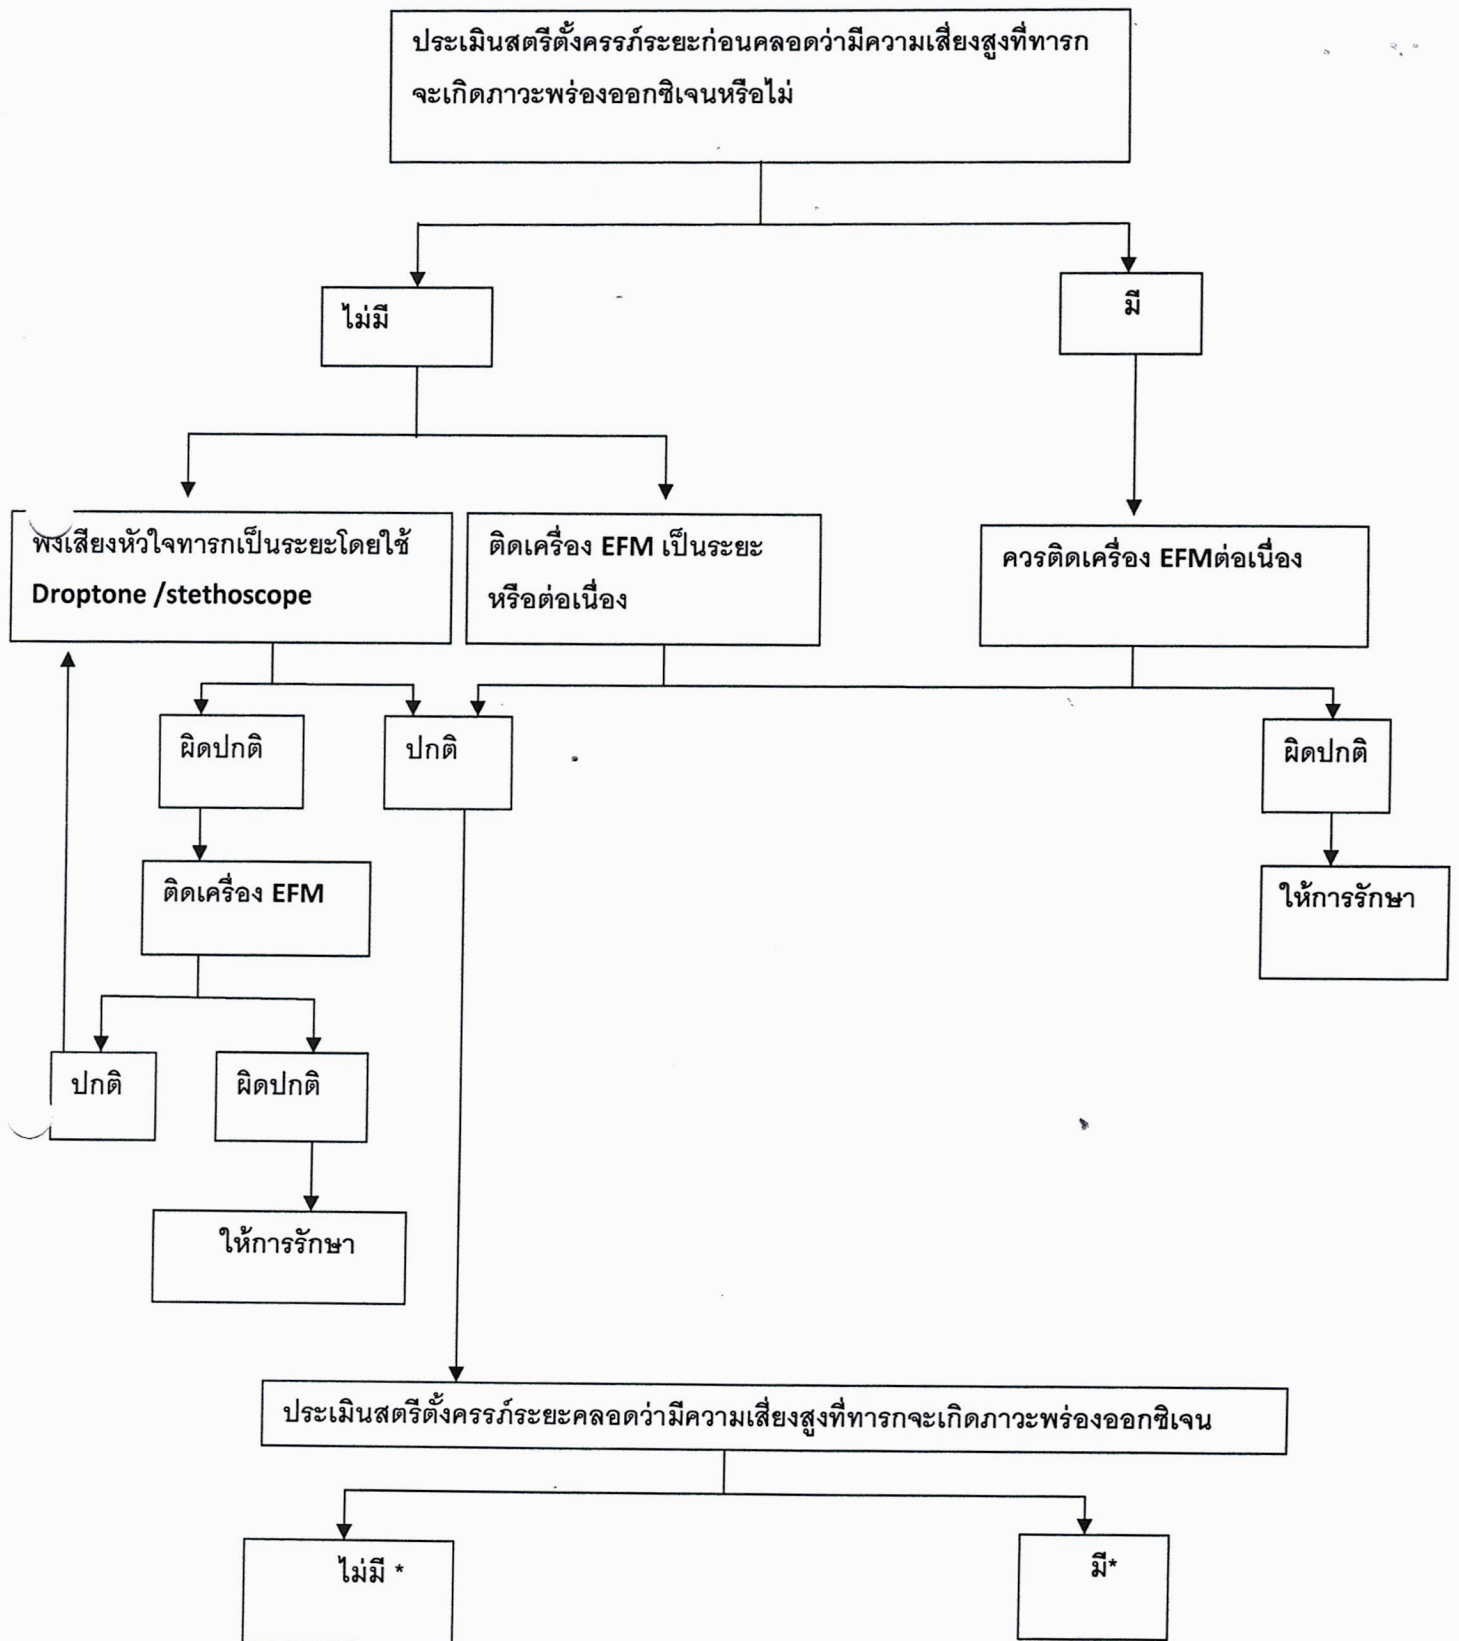 ประเมินสตรีตั้งครรภ์ระยะก่อนคลอดว่ามีความเสี่ยงสูงที่ทารก
จะเกิดภาวะพร่องออกซิเจนหรือไม่
ไม่มี
มี
ฟังเสียงหัวใจทารกเป็นระยะโดยใช้
Droptone /stethoscope
ติดเครื่อง EFM เป็นระยะ
หรือต่อเนื่อง
ควรติดเครื่อง EFMต่อเนื่อง
ผิดปกติ
ปกติ
ผิดปกติ
ติดเครื่อง EFM
ให้การรักษา
ปกติ
ผิดปกติ
ให้การรักษา
ประเมินสตรีตั้งครรภ์ระยะคลอดว่ามีความเสี่ยงสูงที่ทารกจะเกิดภาวะพร่องออกซิเจน
ไม่มี *
มี*